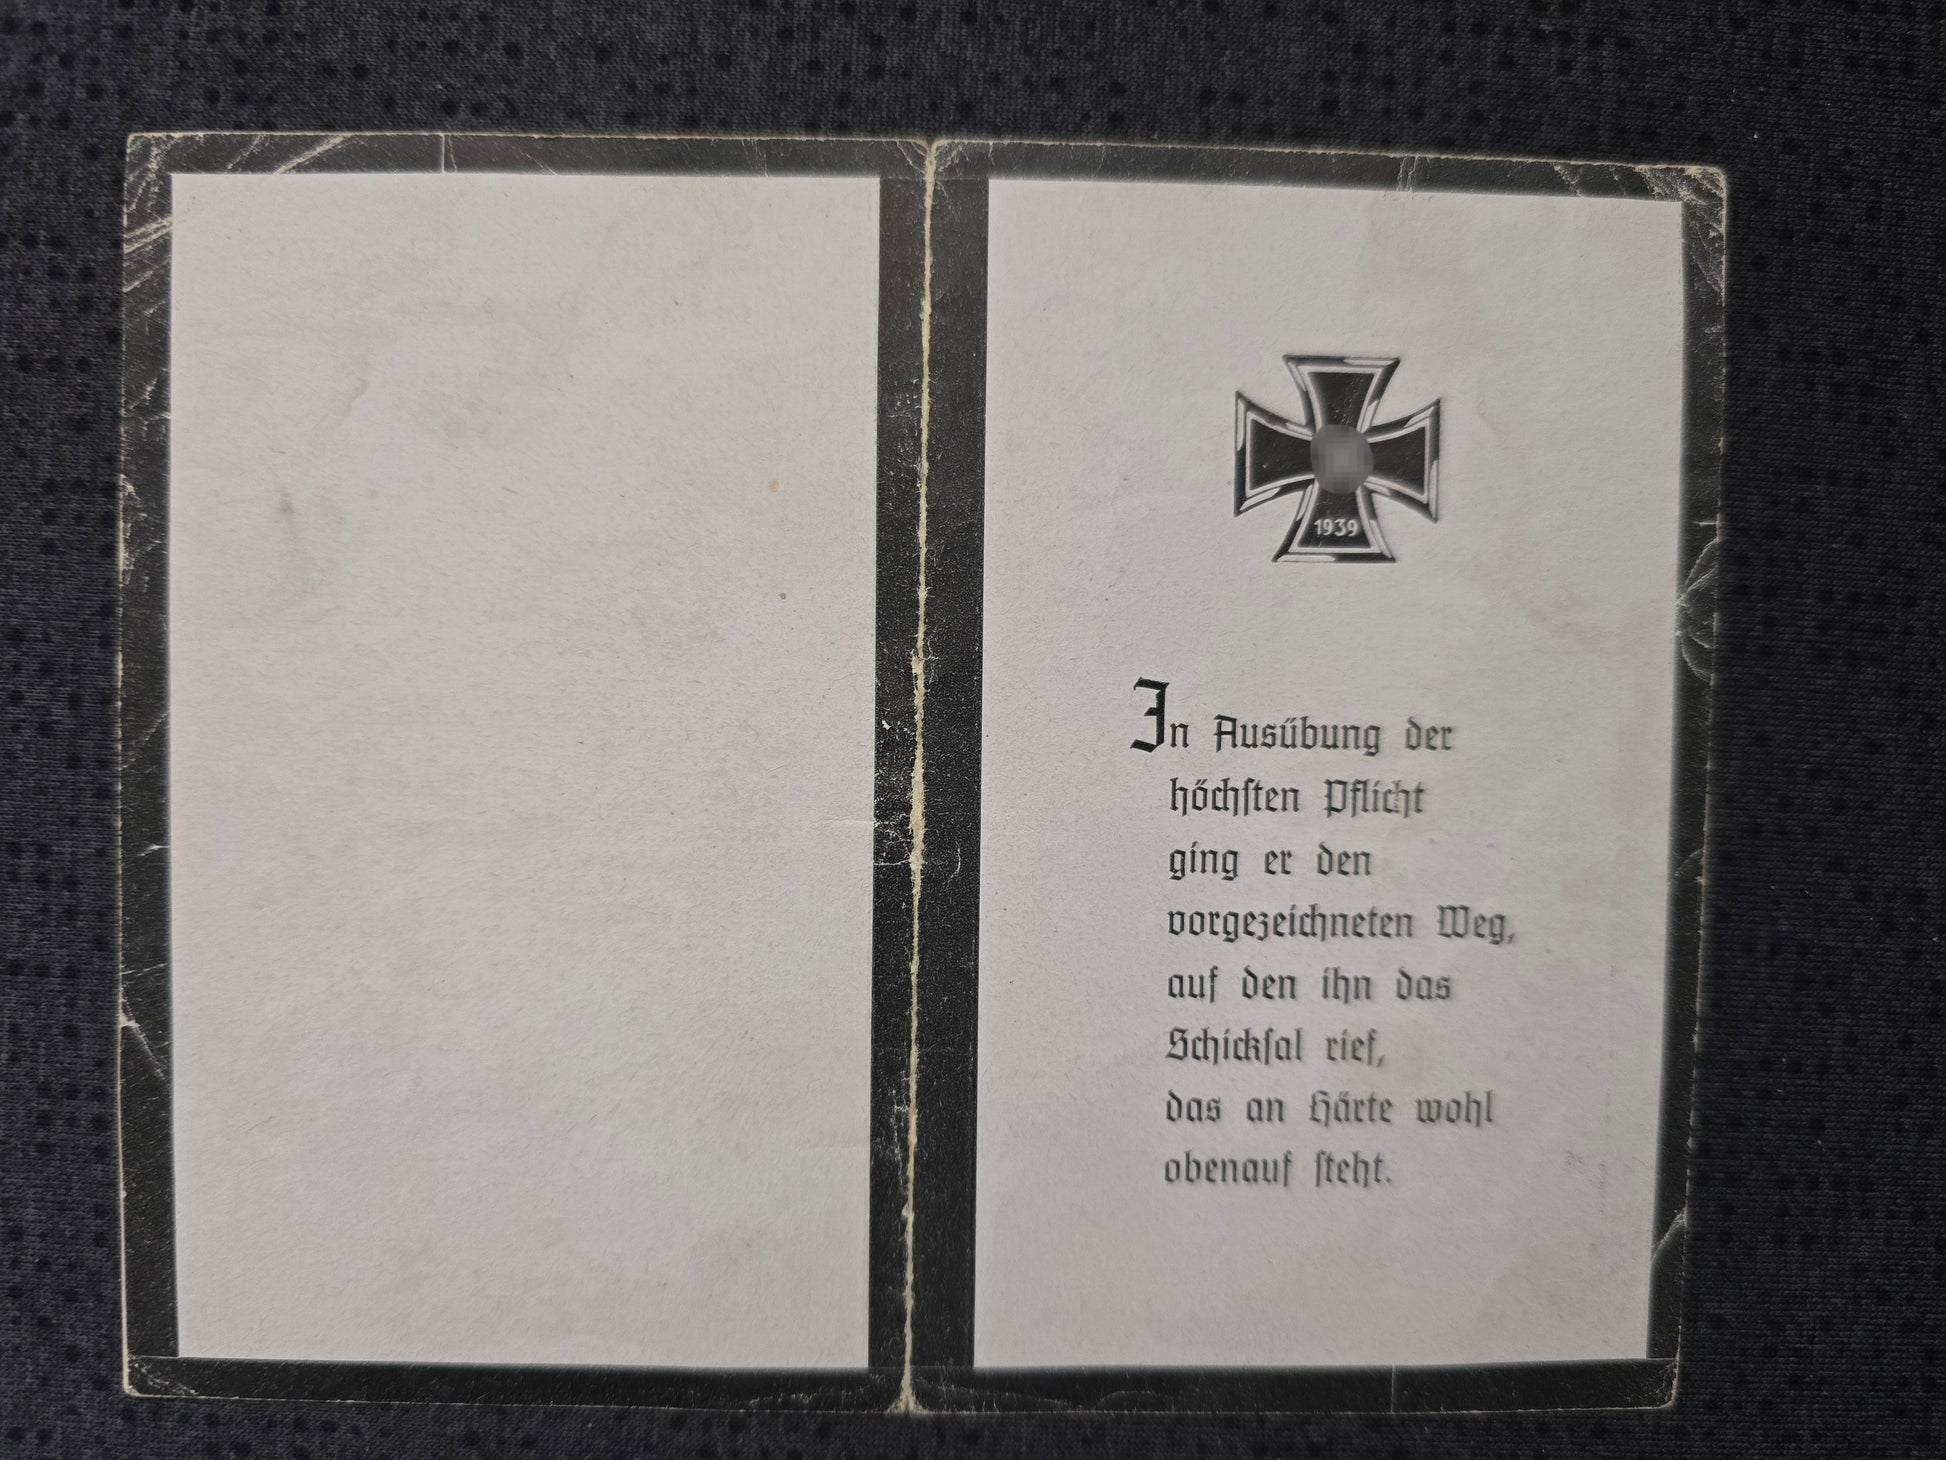 1939
In Ausübung der
höchſten Pflicht
ging er den
vorgezeichneten Weg,
auf den ihn das
Schickſal rief,
das an Härte wohl
obenauf ſteht.